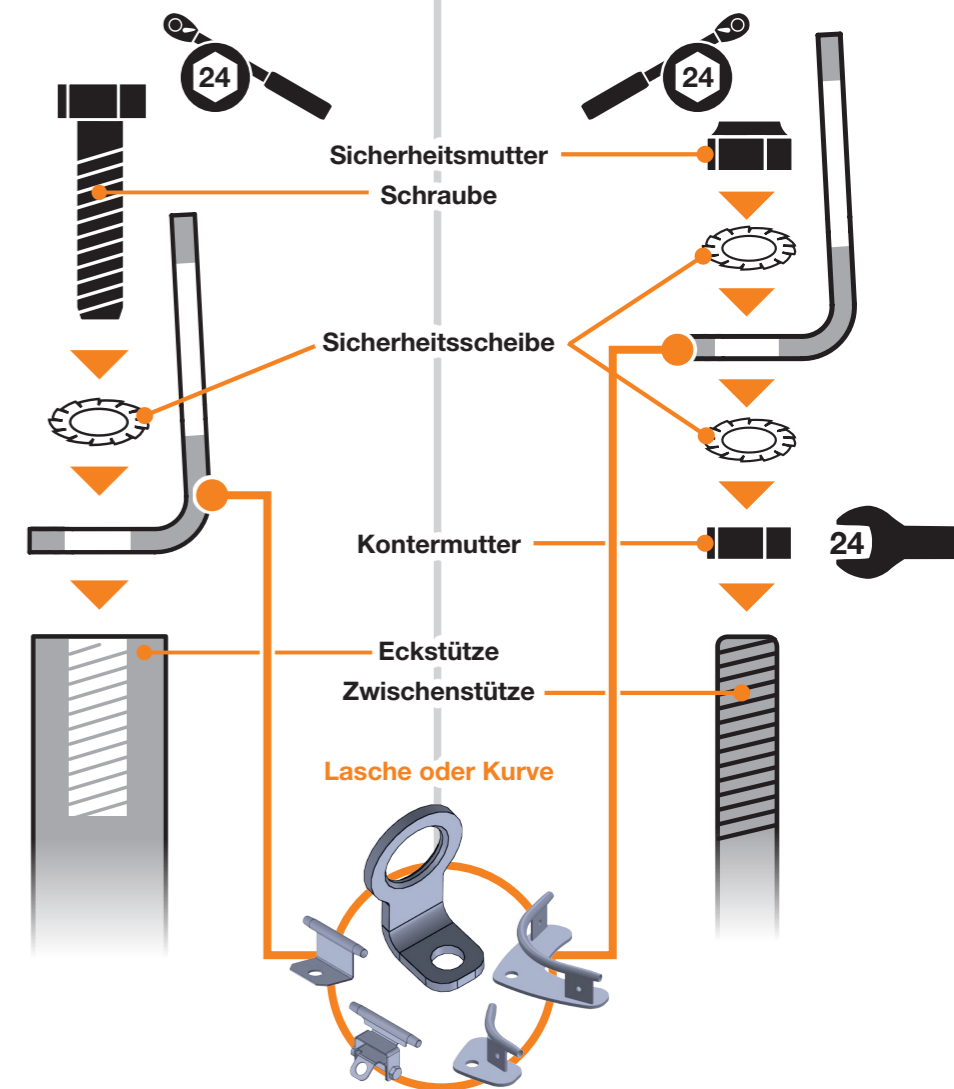 24
24
Sicherheitsmutter
Schraube
Sicherheitsscheibe
Kontermutter
24
Eckstütze
Zwischenstütze
Lasche oder Kurve